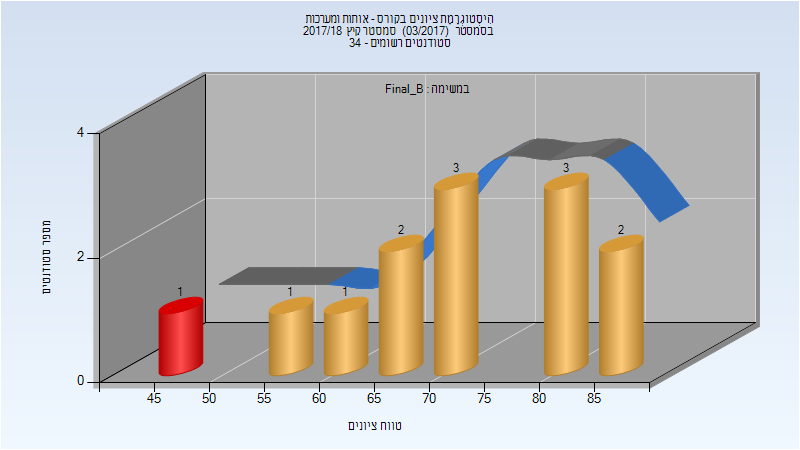 היסטוגרמת ציונים בקורס - אותות ומערכות
בסמסטר (03/2017) סמסטר קיץ 2017/18
34 - סטודנטים רשומים
במשימה : Final_B
מספר סטודנטים
4
2
0
1
1
1
2
3
3
2
45 50 55 60 65 70 75 80 85
טווח ציונים